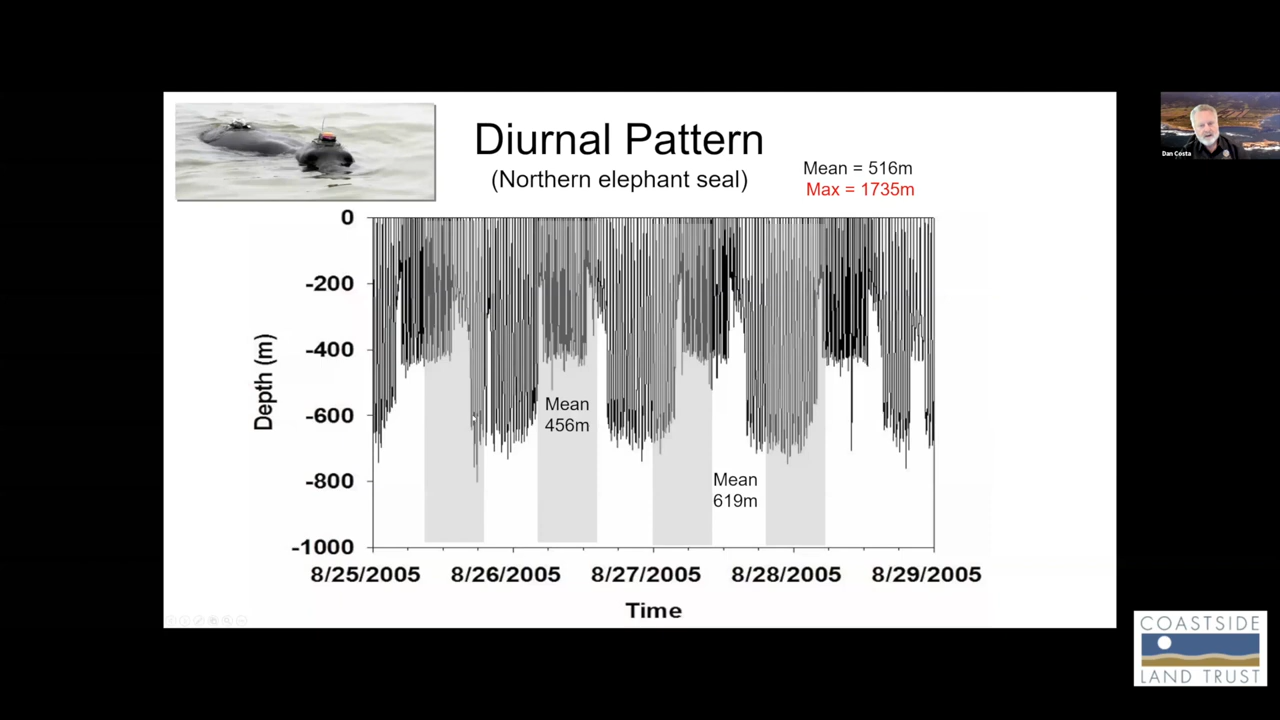 Diurnal Pattern
(Northern elephant seal)
Mean = 516m
Max = 1735m
Dan Costa
0
-200
-400
-600
-800
-1000
Depth (m)
Mean
456m
Mean
619m
8/25/2005
8/26/2005
8/27/2005
8/28/2005
8/29/2005
Time
COASTSIDE
LAND TRUST